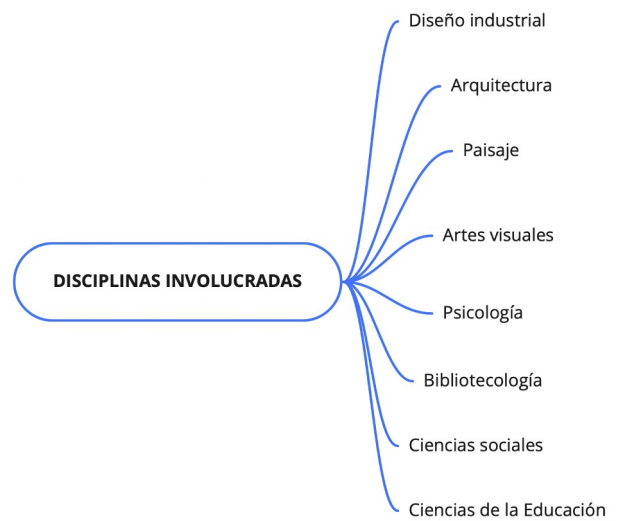 Diseño industrial
Arquitectura
Paisaje
Artes visuales
DISCIPLINAS INVOLUCRADAS
Psicología
Bibliotecología
Ciencias sociales
Ciencias de la Educación